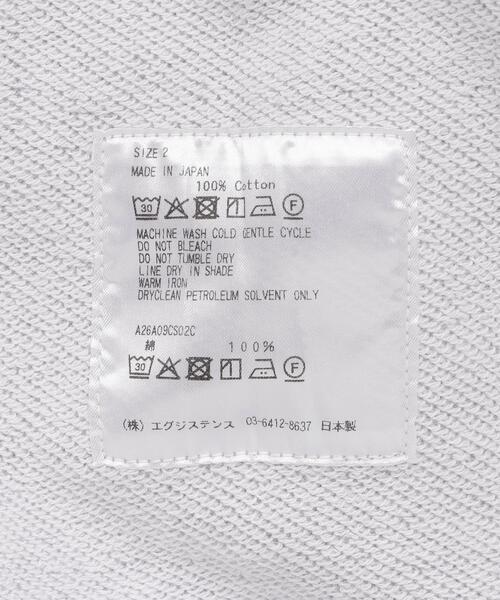 SIZE 2
MADE IN JAPAN
100% Cotton
30 F
MACHINE WASH COLD GENTLE CYCLE
DO NOT BLEACH
DO NOT TUMBLE DRY
LINE DRY IN SHADE
WARM IRON
DRYCLEAN PETROLEUM SOLVENT ONLY
A26A09CS02C
綿 100%
30 F
(株) エグジステンス 03-6412-8637 日本製